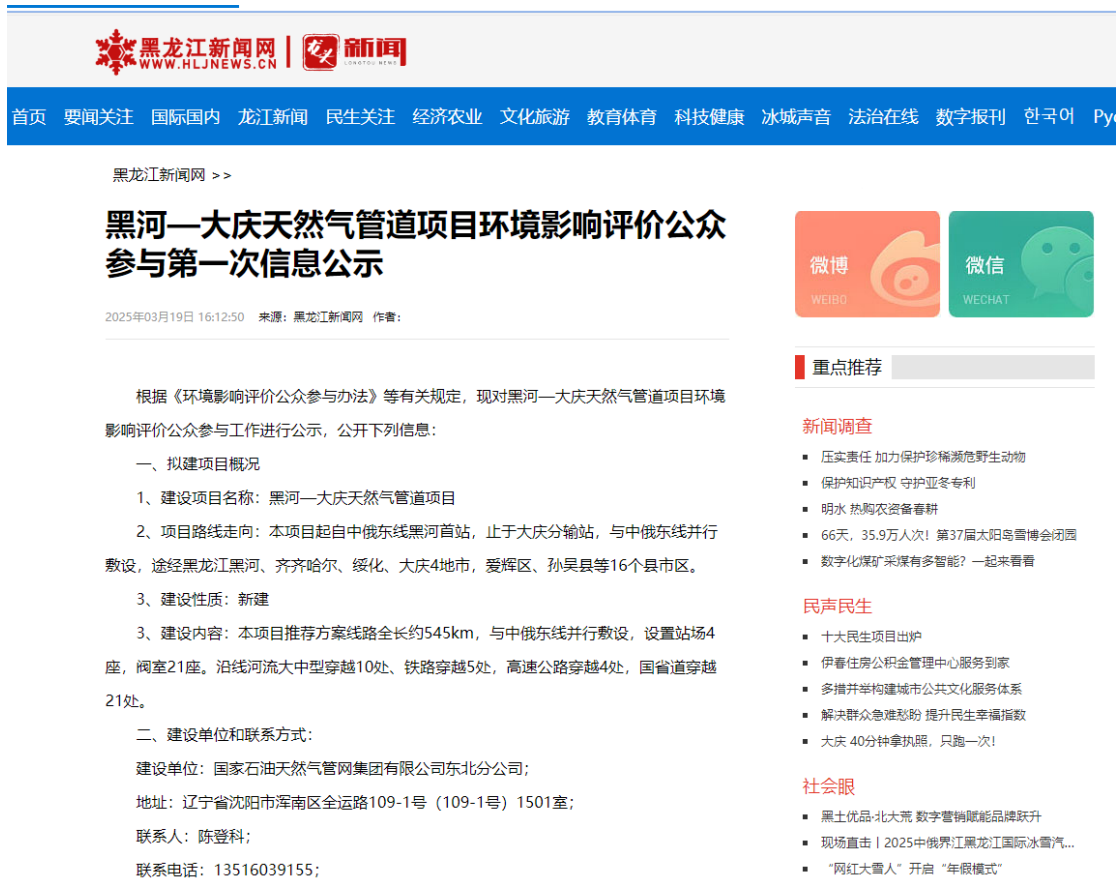 黑龙江新闻网
WWW.HLJNEWS.CN
龙头
新闻
LONGTOU NEWS
首页 要闻关注 国际国内 龙江新闻 民生关注 经济农业 文化旅游 教育体育 科技健康 冰城声音 法治在线 数字报刊 한국어
黑龙江新闻网 >>
黑河—大庆天然气管道项目环境影响评价公众
参与第一次信息公示
2025年03月19日 16:12:50 来源：黑龙江新闻网 作者：
根据《环境影响评价公众参与办法》等有关规定，现对黑河—大庆天然气管道项目环境
影响评价公众参与工作进行公示，公开下列信息：
一、拟建项目概况
1、建设项目名称：黑河—大庆天然气管道项目
2、项目路线走向：本项目起自中俄东线黑河首站，止于大庆分输站，与中俄东线并行
敷设，途经黑龙江黑河、齐齐哈尔、绥化、大庆4地市，爱辉区、孙吴县等16个县市区。
3、建设性质：新建
3、建设内容：本项目推荐方案线路全长约545km，与中俄东线并行敷设，设置站场4
座，阀室21座。沿线河流大中型穿越10处、铁路穿越5处，高速公路穿越4处，国省道穿越
21处。
二、建设单位和联系方式：
建设单位：国家石油天然气管网集团有限公司东北分公司；
地址：辽宁省沈阳市浑南区全运路109-1号（109-1号）1501室；
联系人：陈登科；
联系电话：13516039155；
微博
WEIBO
微信
WECHAT
重点推荐
新闻调查
压实责任 加力保护珍稀濒危野生动物
保护知识产权 守护亚冬专利
明水 热购农资备春耕
66天，35.9万人次！第37届太阳岛雪博会闭园
数字化煤矿采煤有多智能？一起来看看
民声民生
十大民生项目出炉
伊春住房公积金管理中心服务到家
多措并举构建城市公共文化服务体系
解决群众急难愁盼 提升民生幸福指数
大庆 40分钟拿执照，只跑一次！
社会眼
黑土优品·北大荒 数字营销赋能品牌跃升
现场直击丨2025中俄界江黑龙江国际冰雪汽...
“网红大雪人”开启“年假模式”